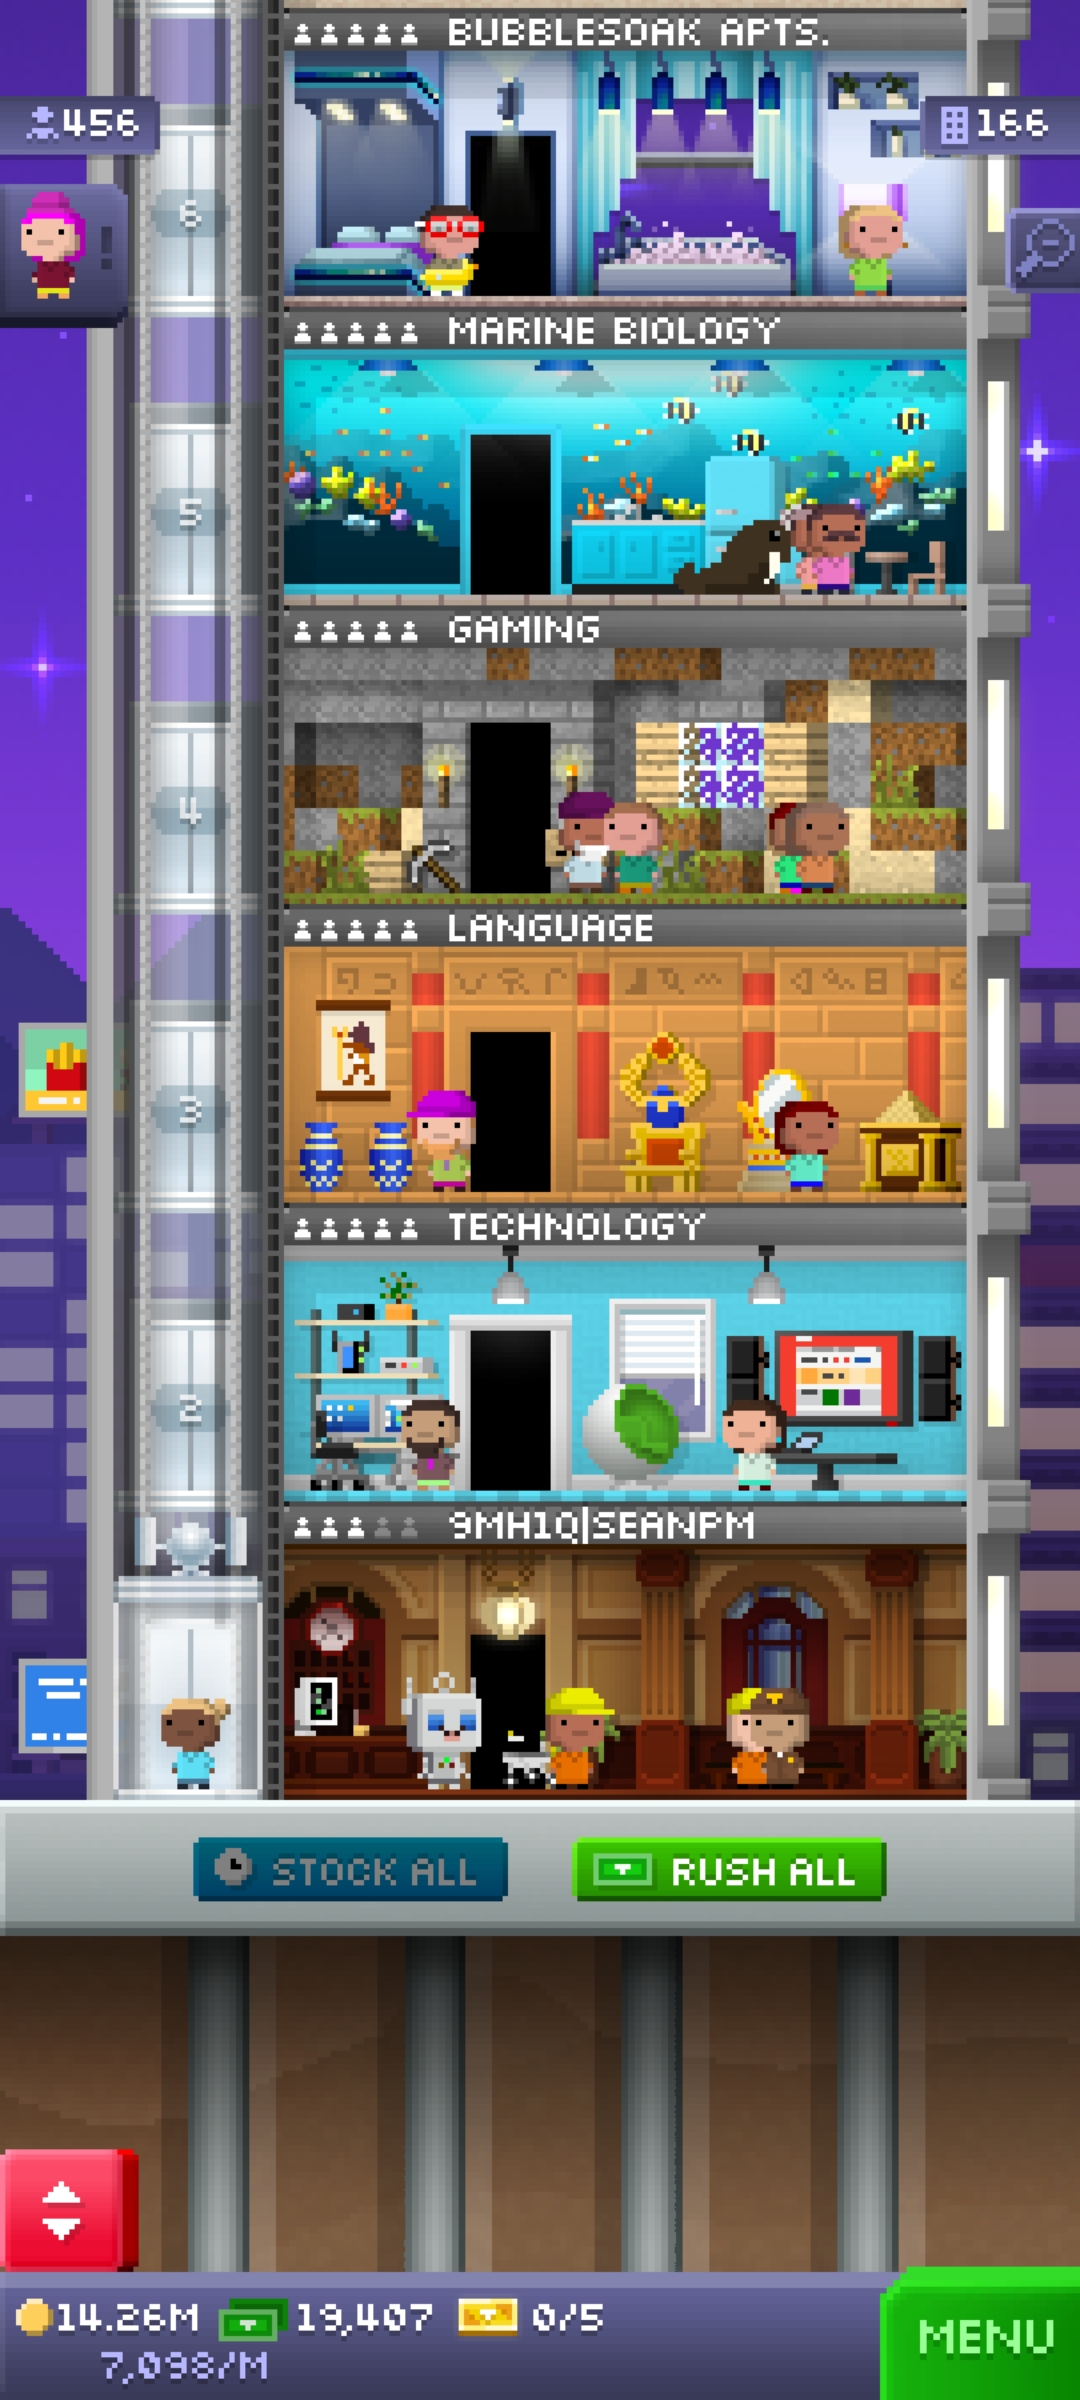 BUBBLESOAK APTS.
456
166
6
MARINE BIOLOGY
5
GAMING
4
LANGUAGE
3
TECHNOLOGY
2
9MH1Q|SEANPM
STOCK ALL
RUSH ALL
14.26M 19,407 0/5
7,098/M
MENU